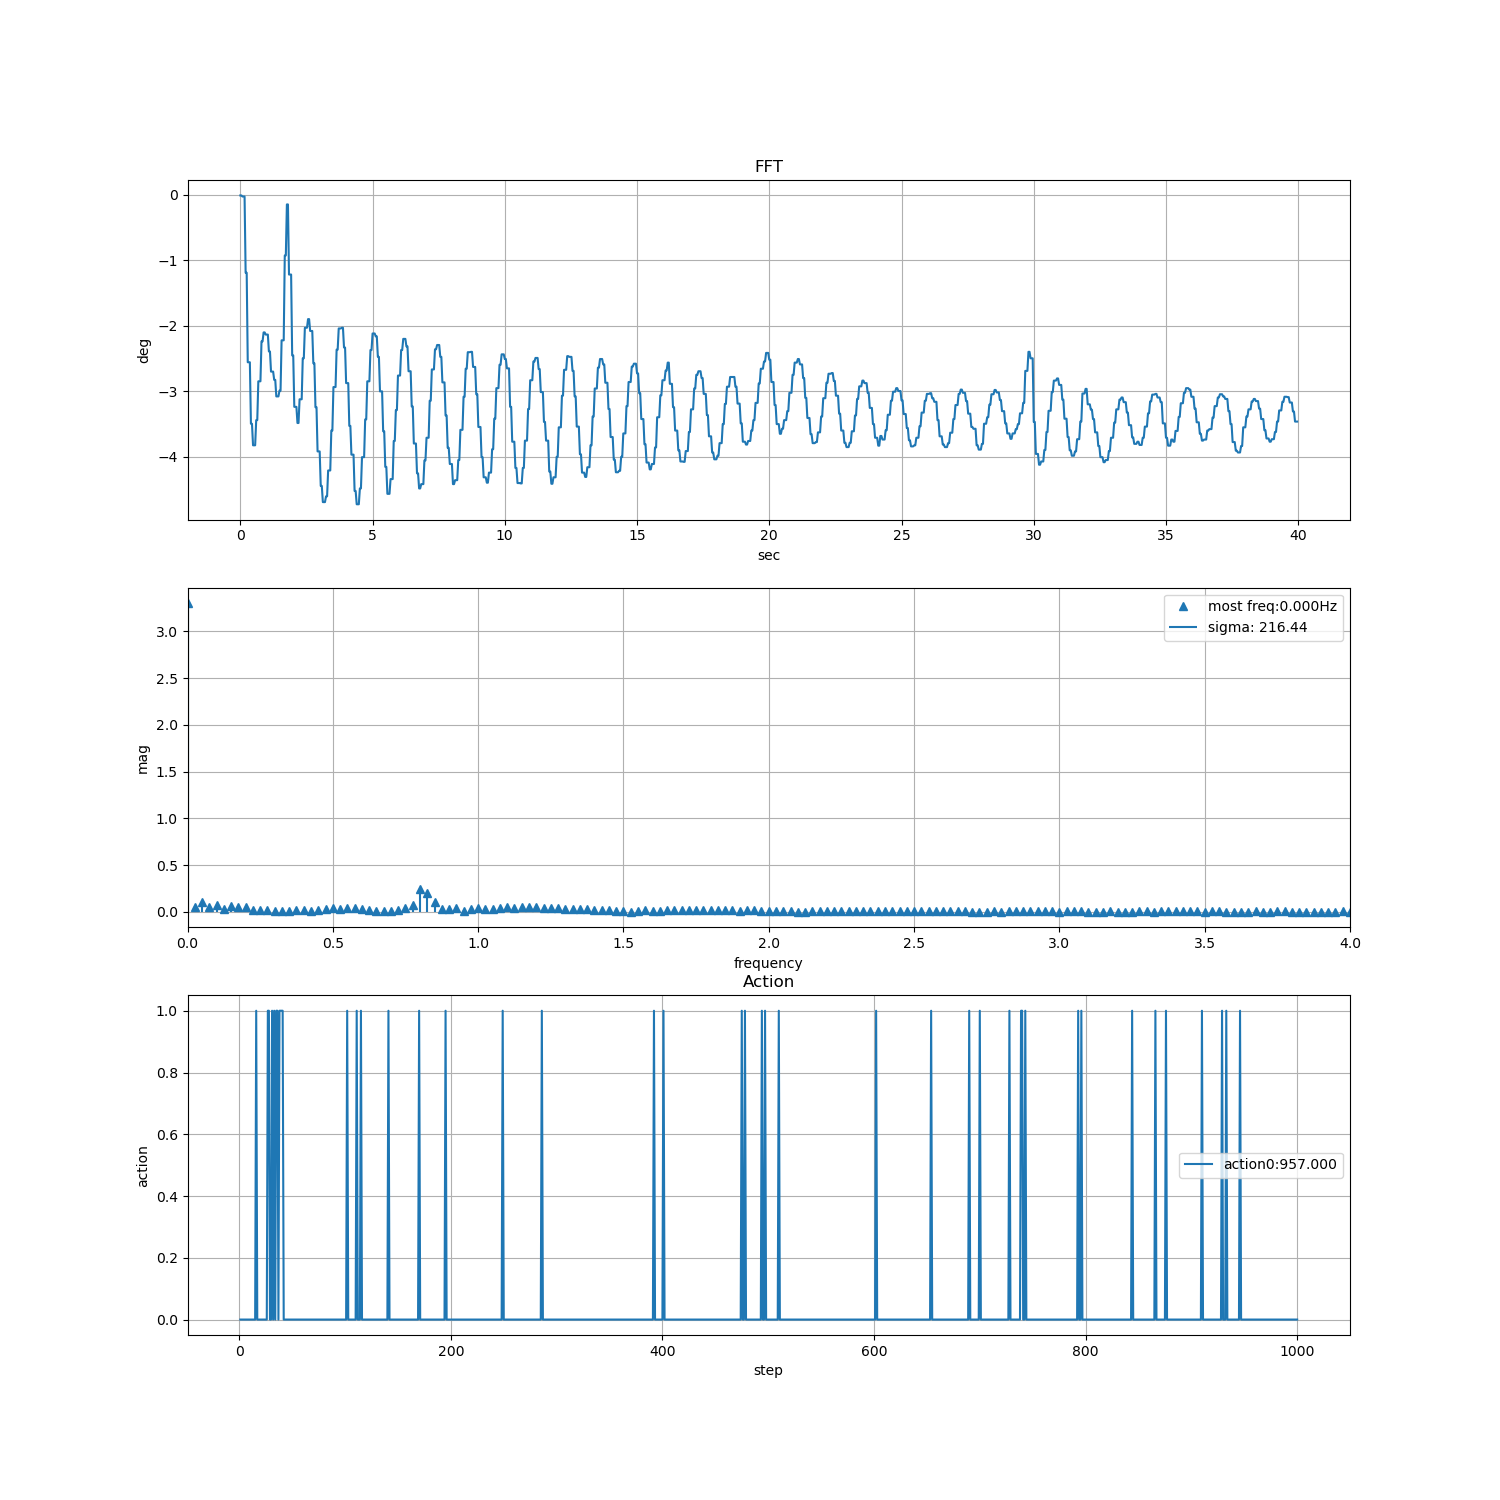 FFT
0
−1
−2
−3
−4
deg
0 5 10 15 20 25 30 35 40
sec
most freq:0.000Hz
sigma: 216.44
3.0
2.5
2.0
1.5
1.0
0.5
0.0
mag
0.0 0.5 1.0 1.5 2.0 2.5 3.0 3.5 4.0
frequency
Action
1.0
0.8
0.6
0.4
0.2
0.0
action
action0:957.000
0 200 400 600 800 1000
step